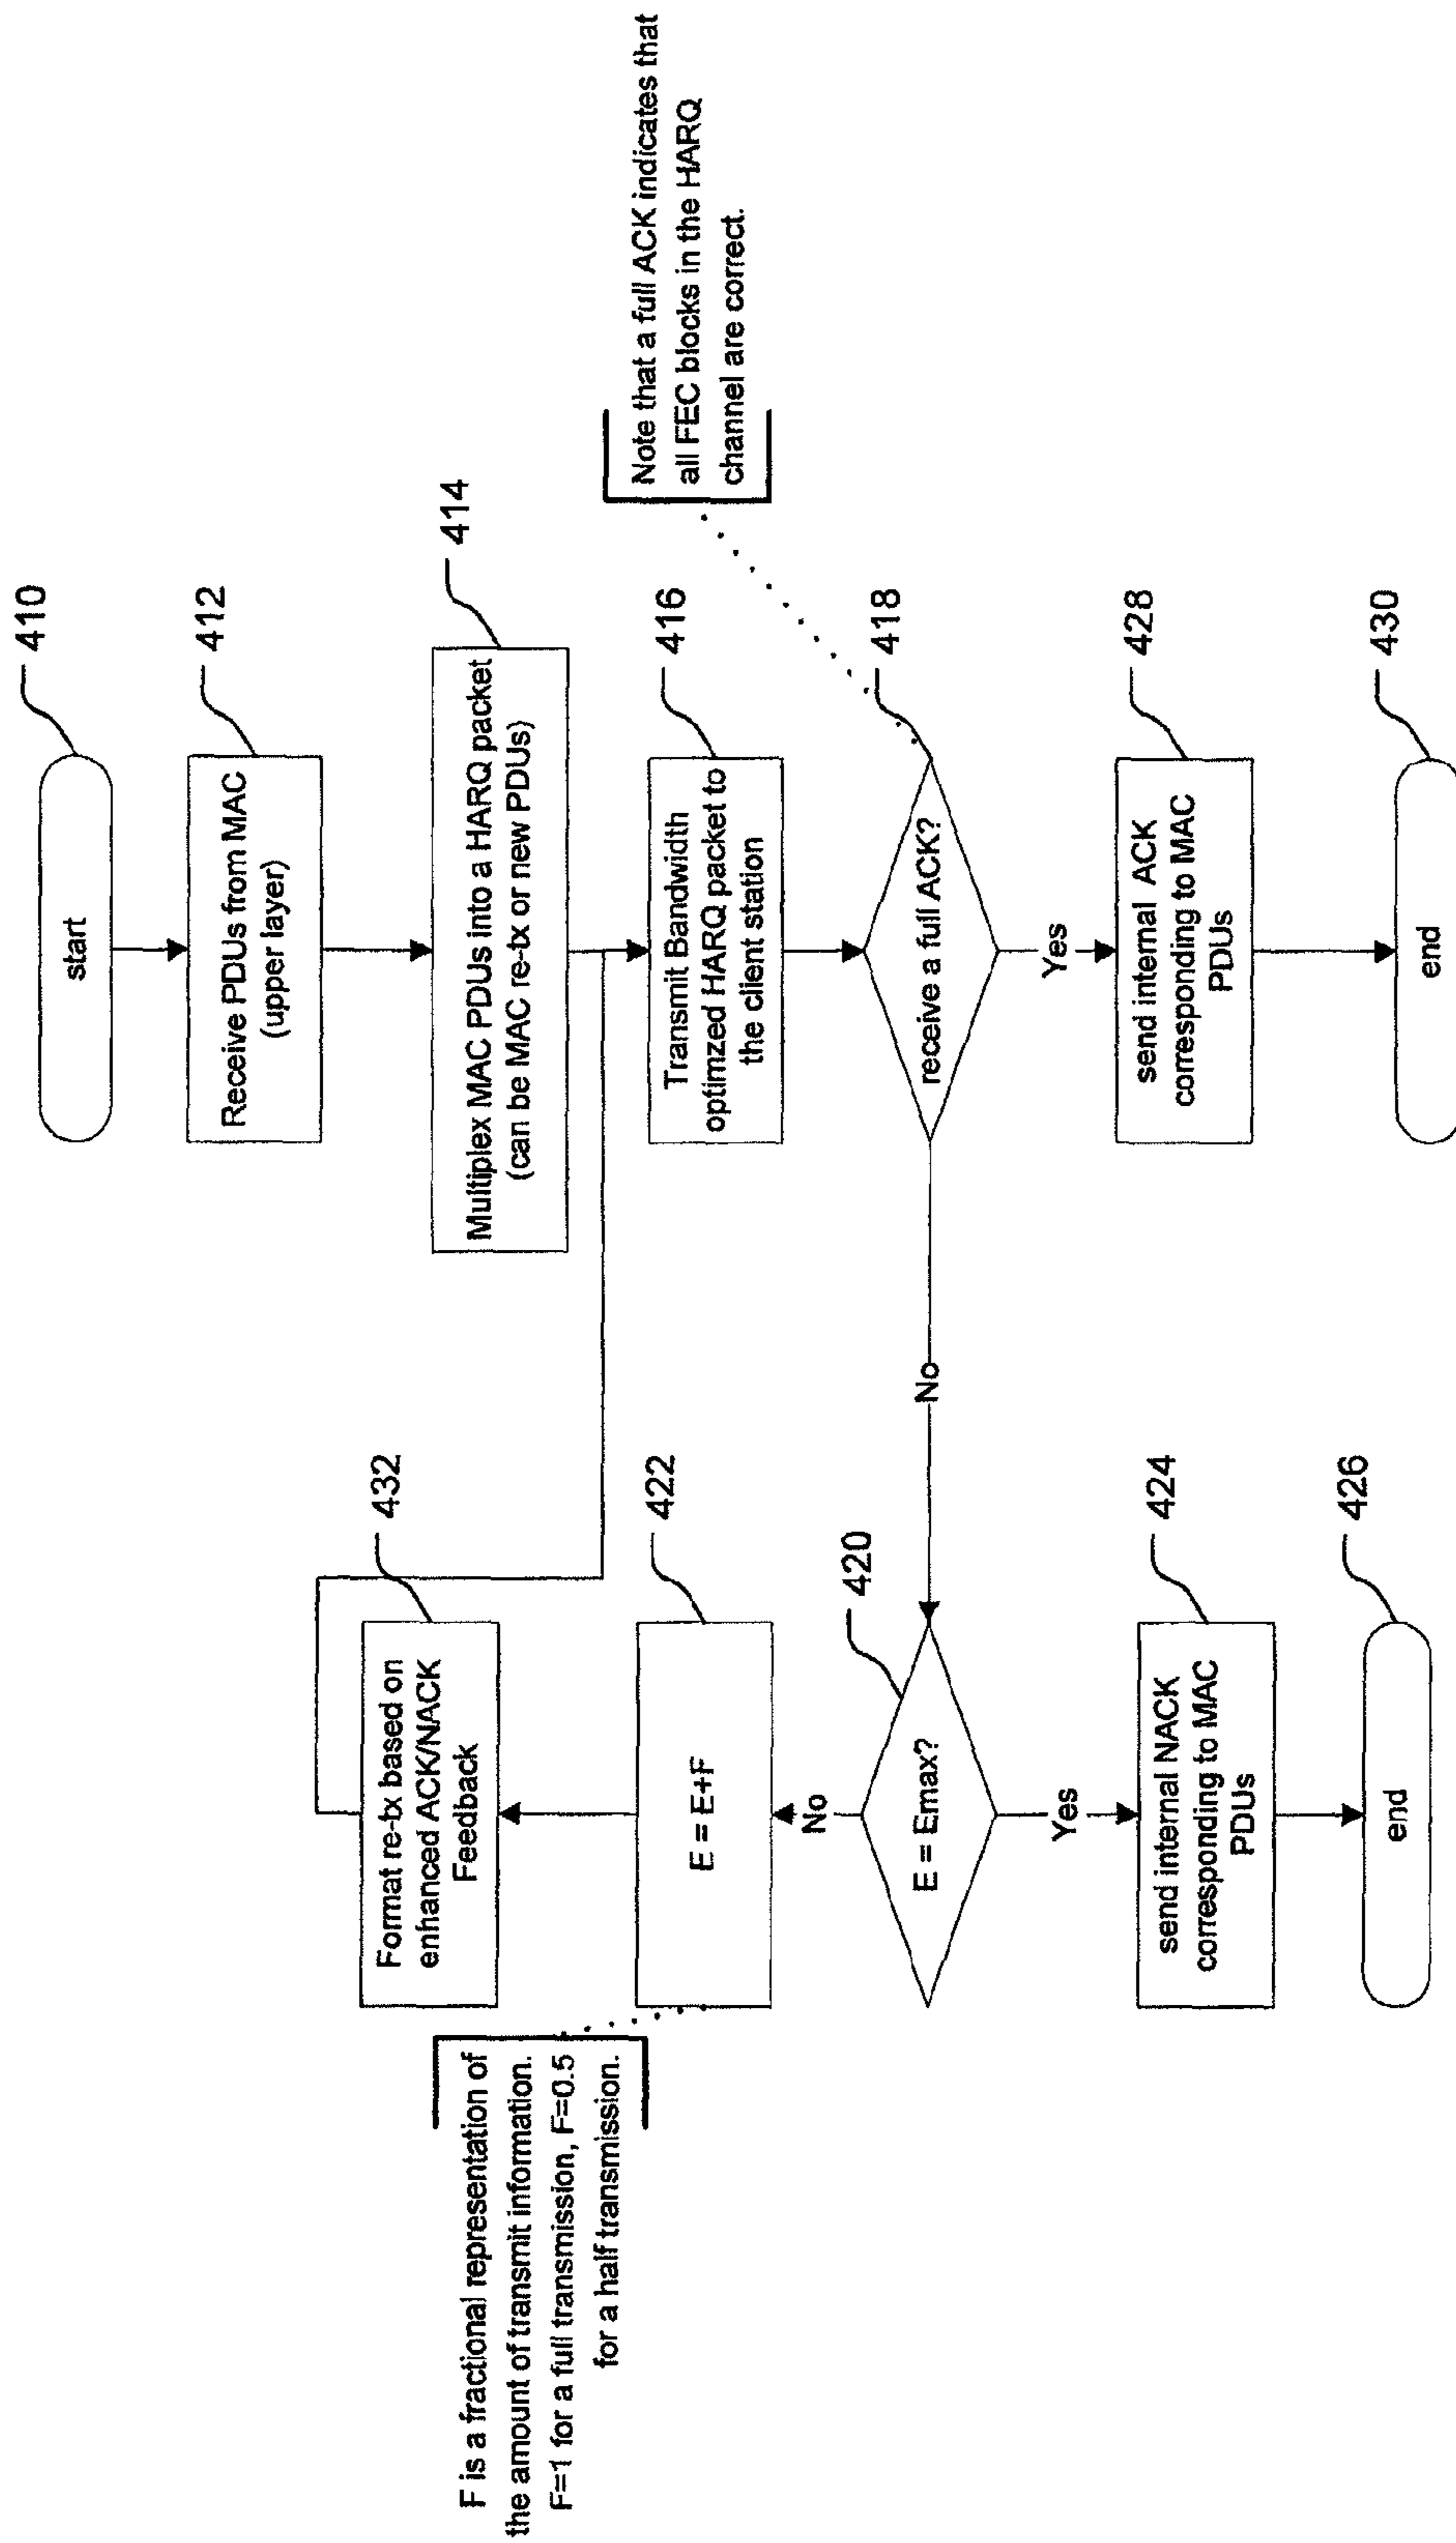 start
410
Receive PDUs from MAC
(upper layer)
412
Multiplex MAC PDUs into a HARQ packet
(can be MAC re-tx or new PDUs)
414
Transmit Bandwidth
optimzed HARQ packet to
the client station
416
receive a full ACK?
418
Note that a full ACK indicates that
all FEC blocks in the HARQ
channel are correct.
Yes
send internal ACK
corresponding to MAC
PDUs
428
end
430
No
E = Emax?
420
No
E = E+F
422
F is a fractional representation of
the amount of transmit information.
F=1 for a full transmission, F=0.5
for a half transmission.
Format re-tx based on
enhanced ACK/NACK
Feedback
432
Yes
send internal NACK
corresponding to MAC
PDUs
424
end
426